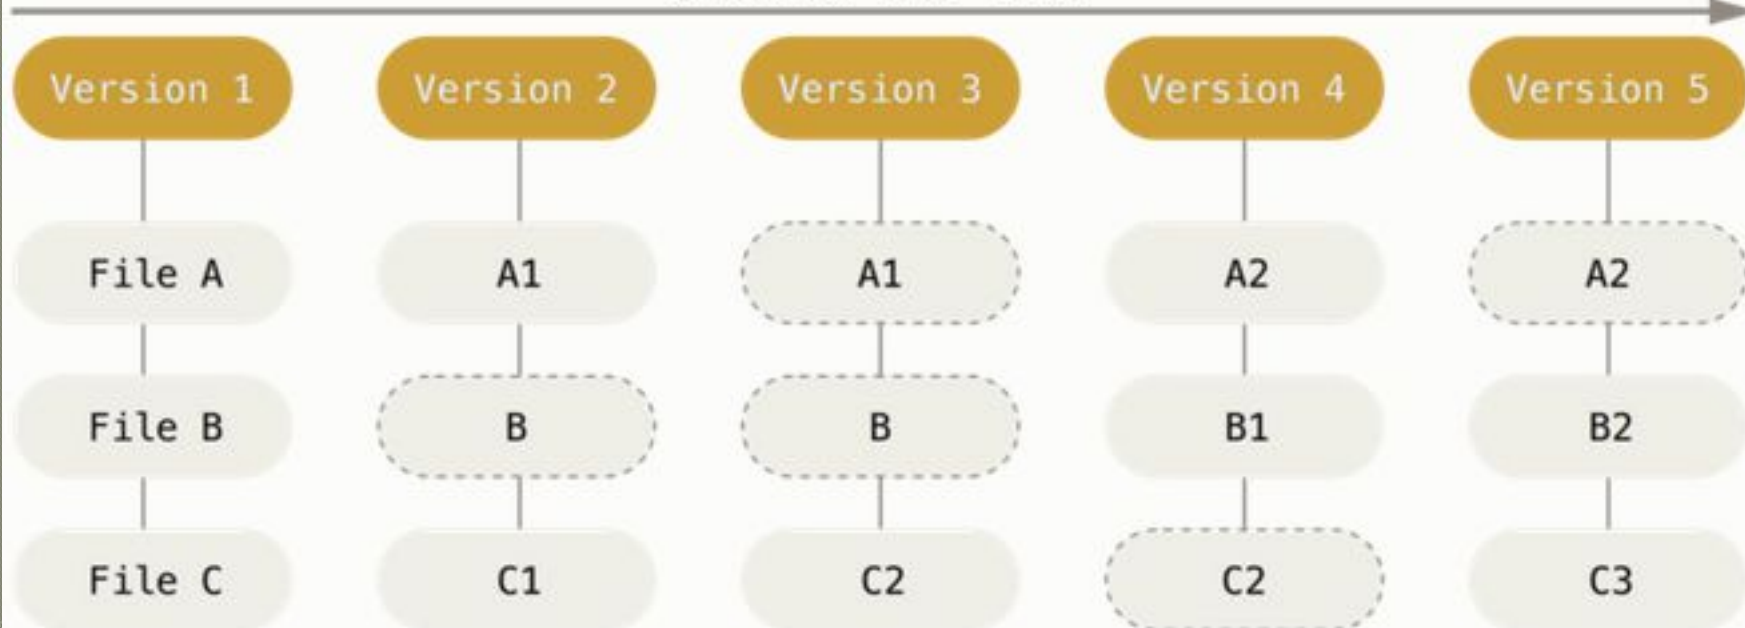 Version 1 Version 2 Version 3 Version 4 Version 5
File A A1 A1 A2 A2
File B B B B1 B2
File C C1 C2 C2 C3